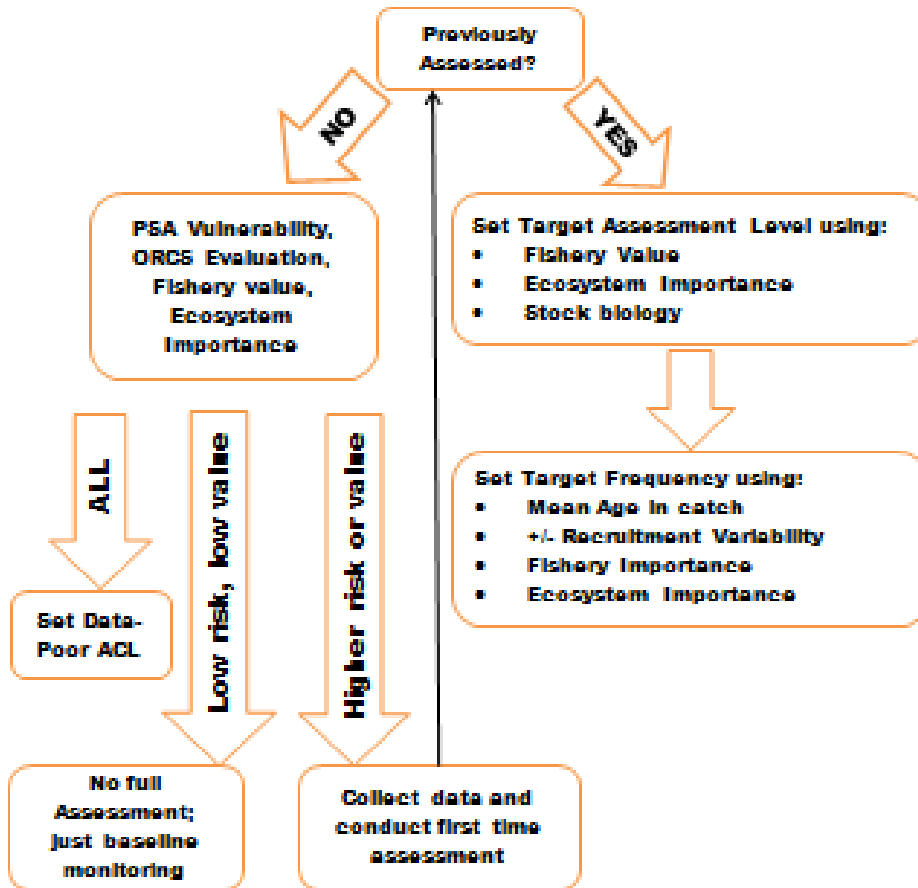 Previously
Assessed?
NO
YES
PSA Vulnerability,
ORCS Evaluation,
Fishery value,
Ecosystem
Importance
Set Target Assessment Level using:
• Fishery Value
• Ecosystem Importance
• Stock biology
ALL
Low risk, low value
Higher risk or value
Set Target Frequency using:
• Mean Age in catch
• +/- Recruitment Variability
• Fishery Importance
• Ecosystem Importance
Set Data-
Poor ACL
No full
Assessment;
just baseline
monitoring
Collect data and
conduct first time
assessment